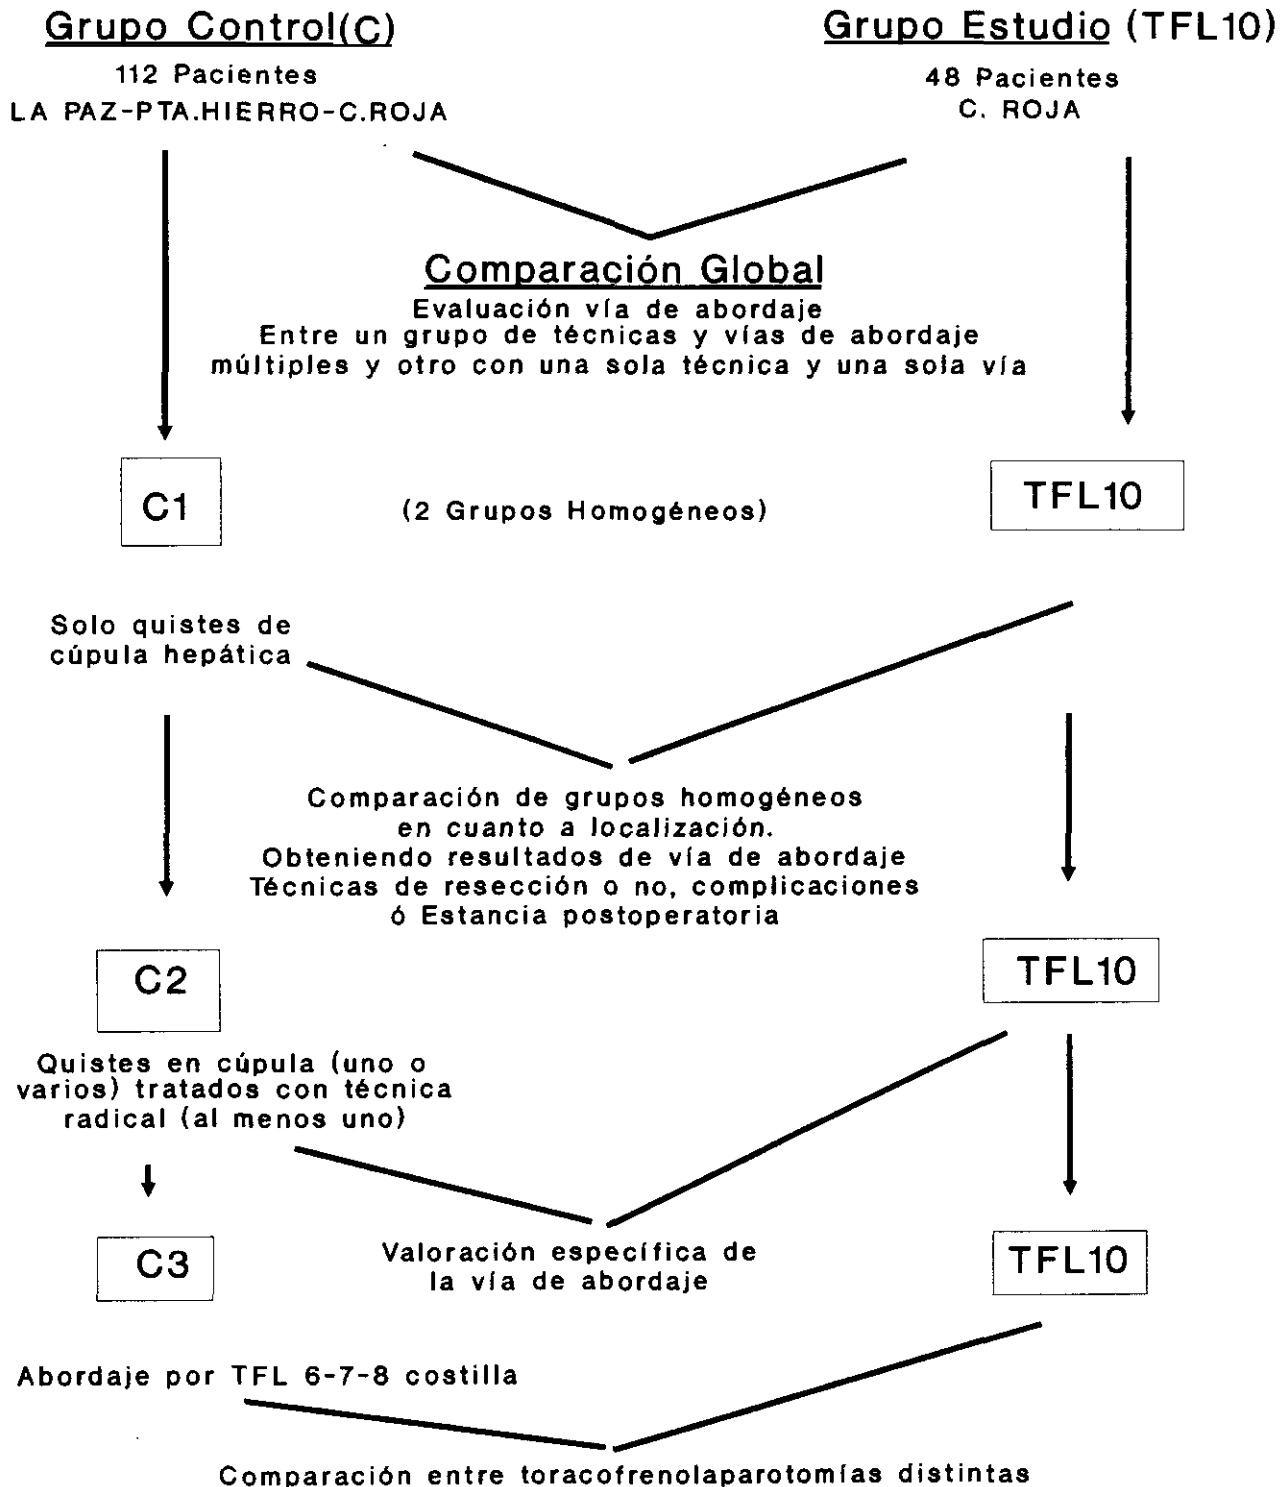 Grupo Control(C)
112 Pacientes
LA PAZ-PTA.HIERRO-C.ROJA
Grupo Estudio (TFL10)
48 Pacientes
C. ROJA
Comparación Global
Evaluación vía de abordaje
Entre un grupo de técnicas y vías de abordaje
múltiples y otro con una sola técnica y una sola vía
C1
(2 Grupos Homogéneos)
TFL10
Solo quistes de
cúpula hepática
Comparación de grupos homogéneos
en cuanto a localización.
Obteniendo resultados de vía de abordaje
Técnicas de resección o no, complicaciones
ó Estancia postoperatoria
C2
TFL10
Quistes en cúpula (uno o
varios) tratados con técnica
radical (al menos uno)
C3
Valoración específica de
la vía de abordaje
TFL10
Abordaje por TFL 6-7-8 costilla
Comparación entre toracofrenolaparotomías distintas